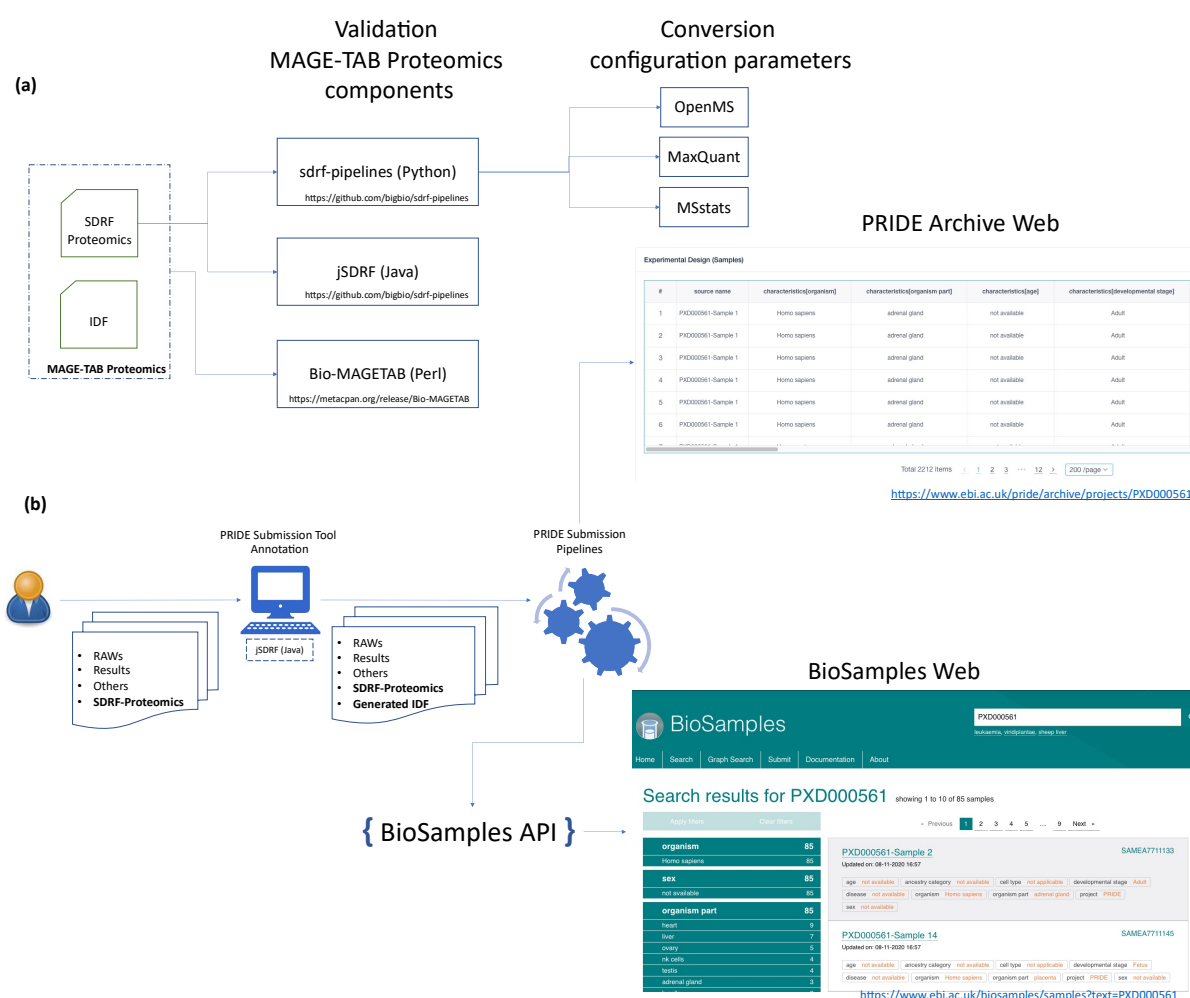 Validation
MAGE-TAB Proteomics
components
Conversion
configuration parameters
(a)
OpenMS
MaxQuant
MSstats
sdrf-pipelines (Python)
https://github.com/bigbio/sdrf-pipelines
SDRF
Proteomics
jSDRF (Java)
https://github.com/bigbio/sdrf-pipelines
IDF
MAGE-TAB Proteomics
Bio-MAGETAB (Perl)
https://metacpan.org/release/Bio-MAGETAB
PRIDE Archive Web
Experimental Design (Samples)
# source name characteristics[organism] characteristics[organism part] characteristics[age] characteristics[developmental stage]
1 PXD000561-Sample 1 Homo sapiens adrenal gland not available Adult
2 PXD000561-Sample 1 Homo sapiens adrenal gland not available Adult
3 PXD000561-Sample 1 Homo sapiens adrenal gland not available Adult
4 PXD000561-Sample 1 Homo sapiens adrenal gland not available Adult
5 PXD000561-Sample 1 Homo sapiens adrenal gland not available Adult
6 PXD000561-Sample 1 Homo sapiens adrenal gland not available Adult
Total 2212 items < 1 2 3 ··· 12 > 200 /page
https://www.ebi.ac.uk/pride/archive/projects/PXD000561
(b)
PRIDE Submission Tool
Annotation
PRIDE Submission
Pipelines
jSDRF (Java)
• RAWs
• Results
• Others
• SDRF-Proteomics
• RAWs
• Results
• Others
• SDRF-Proteomics
• Generated IDF
{ BioSamples API }
BioSamples Web
BioSamples
PXD000561
leukaemia, viridiplantae, sheep liver
Home Search Graph Search Submit Documentation About
Search results for PXD000561 showing 1 to 10 of 85 samples
Apply filters Clear filters
« Previous 1 2 3 4 5 ... 9 Next »
organism 85
Homo sapiens 85
sex 85
not available 85
organism part 85
heart 9
liver 7
ovary 5
nk cells 4
testis 4
adrenal gland 3
PXD000561-Sample 2 SAMEA7711133
Updated on: 08-11-2020 16:57
age not available ancestry category not available cell type not applicable developmental stage Adult
disease not available organism Homo sapiens organism part adrenal gland project PRIDE
sex not available
PXD000561-Sample 14 SAMEA7711145
Updated on: 08-11-2020 16:57
age not available ancestry category not available cell type not applicable developmental stage Fetus
disease not available organism Homo sapiens organism part placenta project PRIDE sex not available
https://www.ebi.ac.uk/biosamples/samples?text=PXD000561